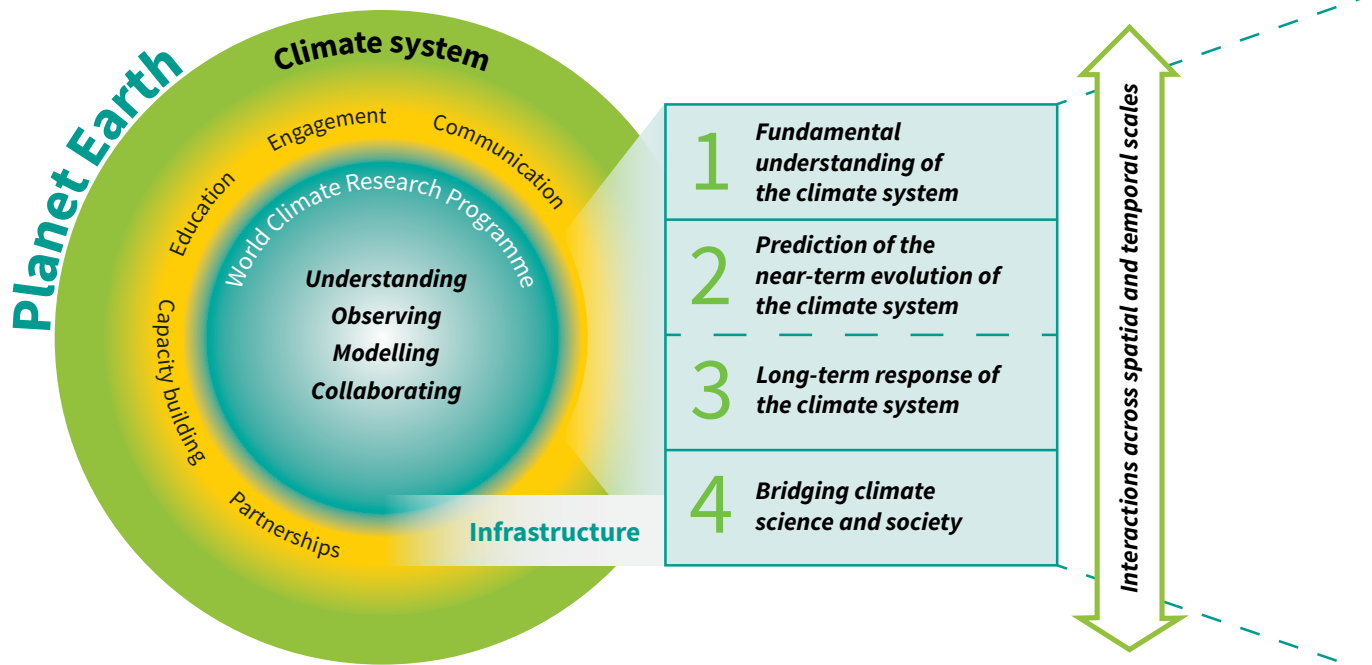 Planet Earth
Climate system
Engagement
Communication
Education
Capacity building
Partnerships
World Climate Research Programme
Understanding
Observing
Modelling
Collaborating
Infrastructure
1
Fundamental
understanding of
the climate system
2
Prediction of the
near-term evolution of
the climate system
3
Long-term response of
the climate system
4
Bridging climate
science and society
Interactions across spatial and temporal scales